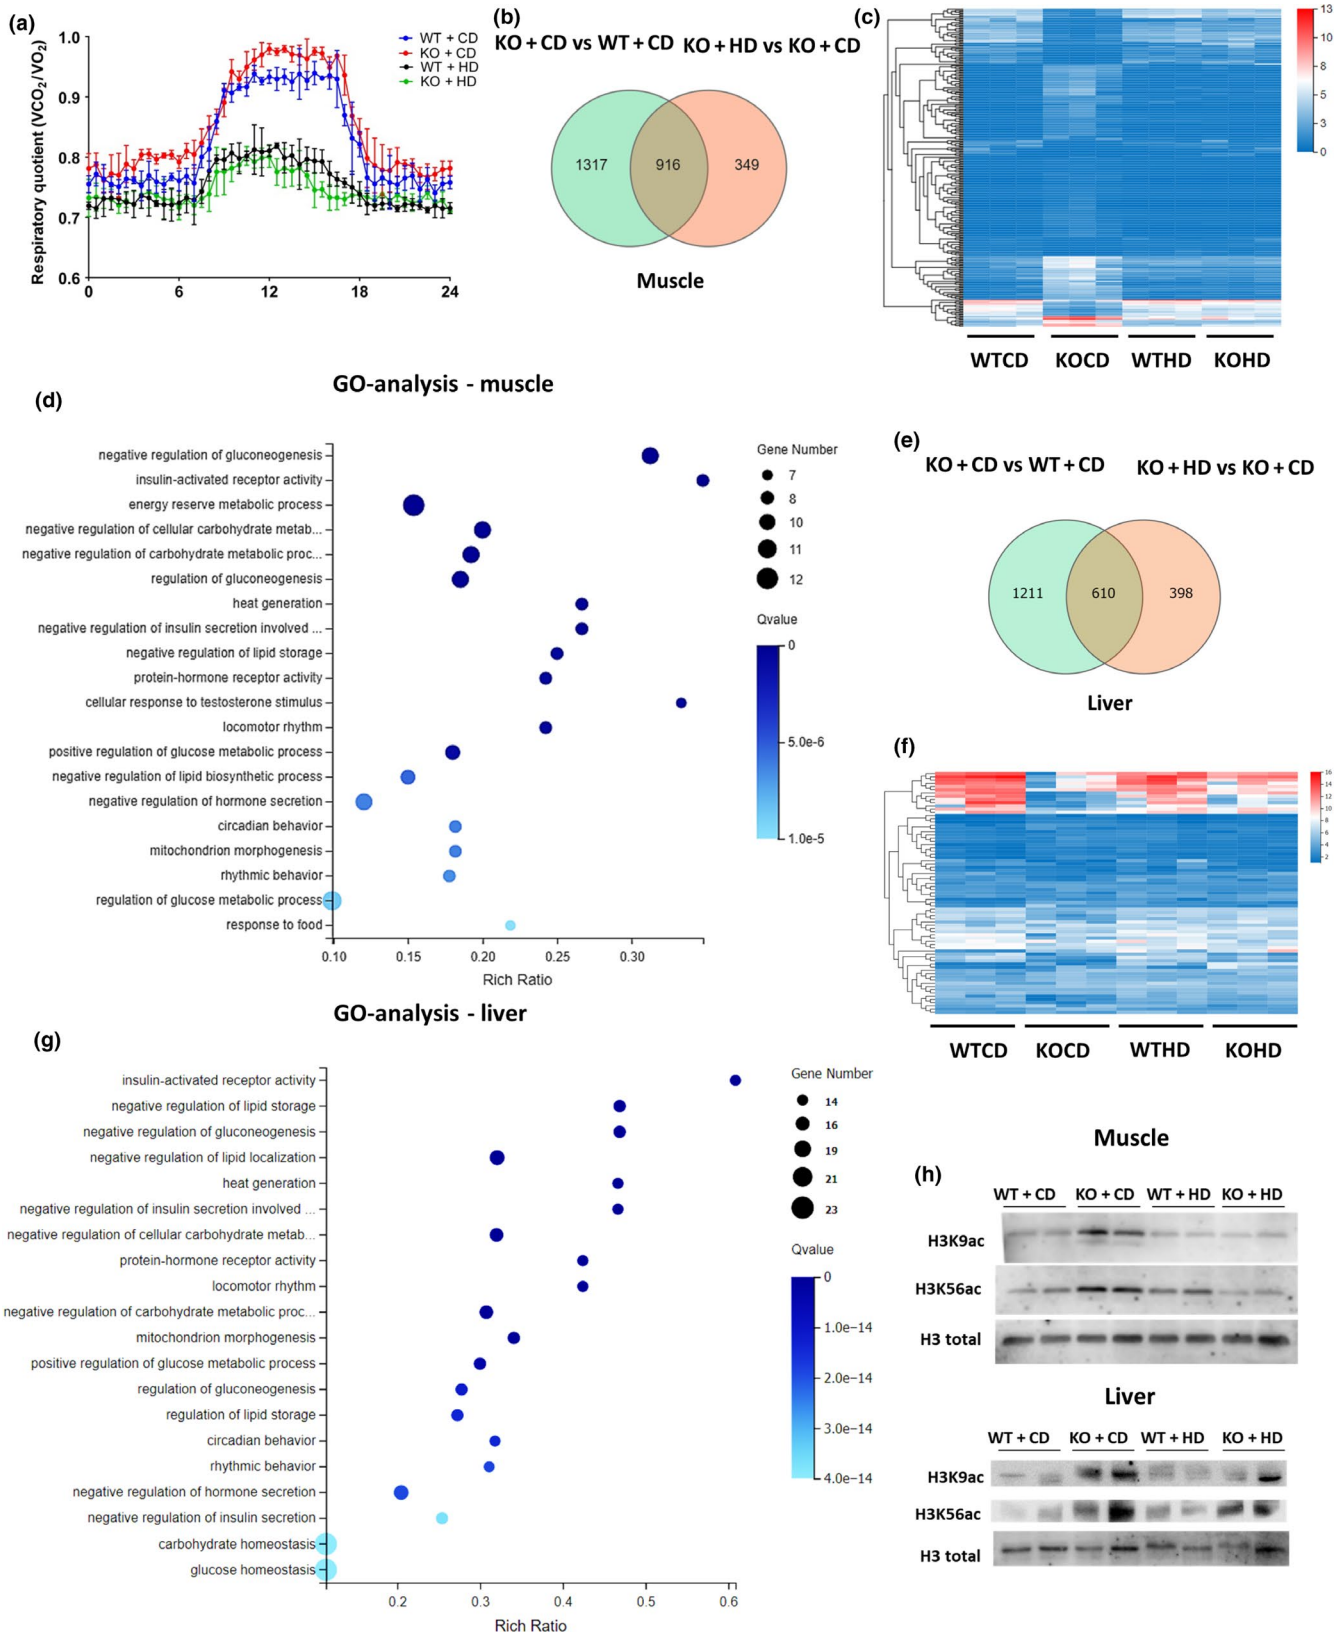 (a)
Respiratory quotient (VCO2/VO2)
1.0
0.9
0.8
0.7
0.6
0
6
12
18
24
WT + CD
KO + CD
WT + HD
KO + HD
(b)
KO + CD vs WT + CD KO + HD vs KO + CD
1317
916
349
Muscle
(c)
13
10
8
5
3
0
WTCD
KOCD
WTHD
KOHD
GO-analysis - muscle
(d)
negative regulation of gluconeogenesis
insulin-activated receptor activity
energy reserve metabolic process
negative regulation of cellular carbohydrate metab...
negative regulation of carbohydrate metabolic proc...
regulation of gluconeogenesis
heat generation
negative regulation of insulin secretion involved ...
negative regulation of lipid storage
protein-hormone receptor activity
cellular response to testosterone stimulus
locomotor rhythm
positive regulation of glucose metabolic process
negative regulation of lipid biosynthetic process
negative regulation of hormone secretion
circadian behavior
mitochondrion morphogenesis
rhythmic behavior
regulation of glucose metabolic process
response to food
0.10
0.15
0.20
0.25
0.30
Rich Ratio
Gene Number
7
8
10
11
12
Qvalue
0
5.0e-6
1.0e-5
(e)
KO + CD vs WT + CD KO + HD vs KO + CD
1211
610
398
Liver
(f)
16
14
12
10
8
6
4
2
WTCD
KOCD
WTHD
KOHD
GO-analysis - liver
(g)
insulin-activated receptor activity
negative regulation of lipid storage
negative regulation of gluconeogenesis
negative regulation of lipid localization
heat generation
negative regulation of insulin secretion involved ...
negative regulation of cellular carbohydrate metab...
protein-hormone receptor activity
locomotor rhythm
negative regulation of carbohydrate metabolic proc...
mitochondrion morphogenesis
positive regulation of glucose metabolic process
regulation of gluconeogenesis
regulation of lipid storage
circadian behavior
rhythmic behavior
negative regulation of hormone secretion
negative regulation of insulin secretion
carbohydrate homeostasis
glucose homeostasis
0.2
0.3
0.4
0.5
0.6
Rich Ratio
Gene Number
14
16
19
21
23
Qvalue
0
1.0e-14
2.0e-14
3.0e-14
4.0e-14
Muscle
(h)
WT + CD KO + CD WT + HD KO + HD
H3K9ac
H3K56ac
H3 total
Liver
WT + CD KO + CD WT + HD KO + HD
H3K9ac
H3K56ac
H3 total